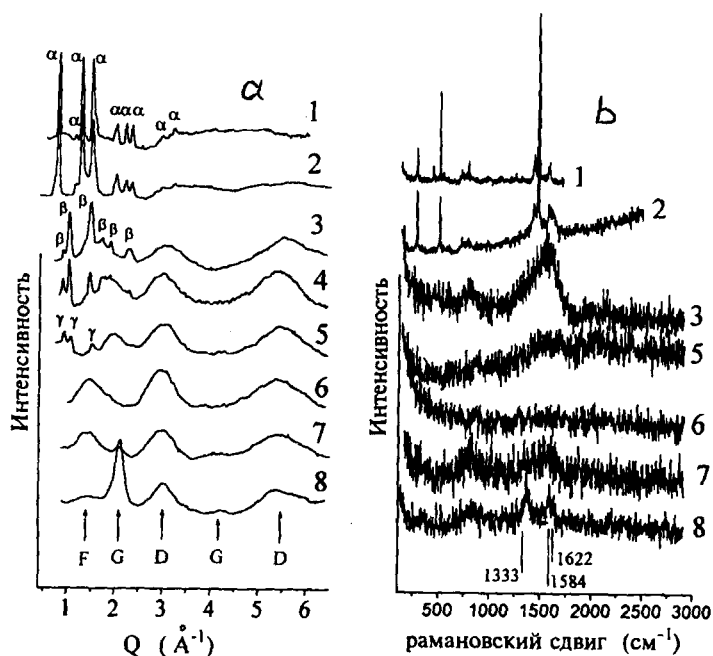 α α α
a
b
α
α α α
α α
1
1
2
2
β β
β β β
3
3
4
γ γ γ
5
5
6
6
7
7
8
8
F G D G D
1333
1622
1584
Интенсивность
Интенсивность
1 2 3 4 5 6
500 1000 1500 2000 2500 3000
Q (Å⁻¹)
рамановский сдвиг (см⁻¹)